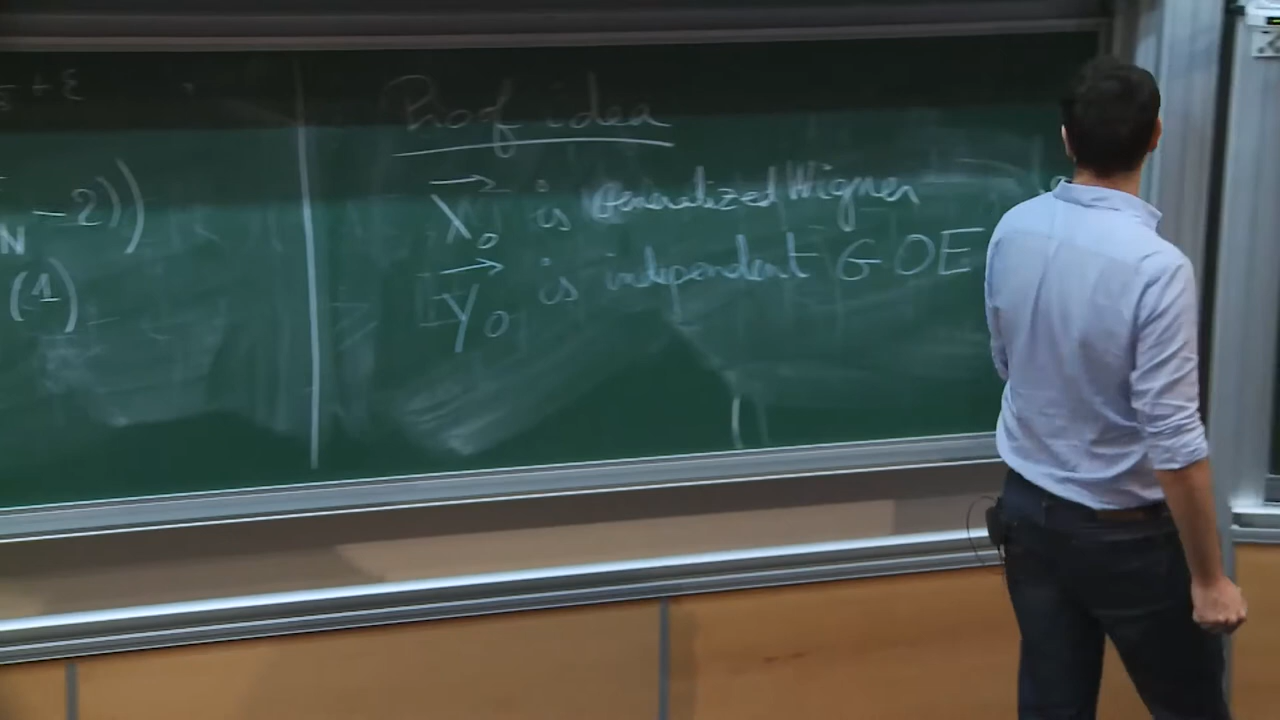 + ε
N - 2))
(1)
Proof idea
X₀ is Generalized Wigner
Y₀ is independent GOE